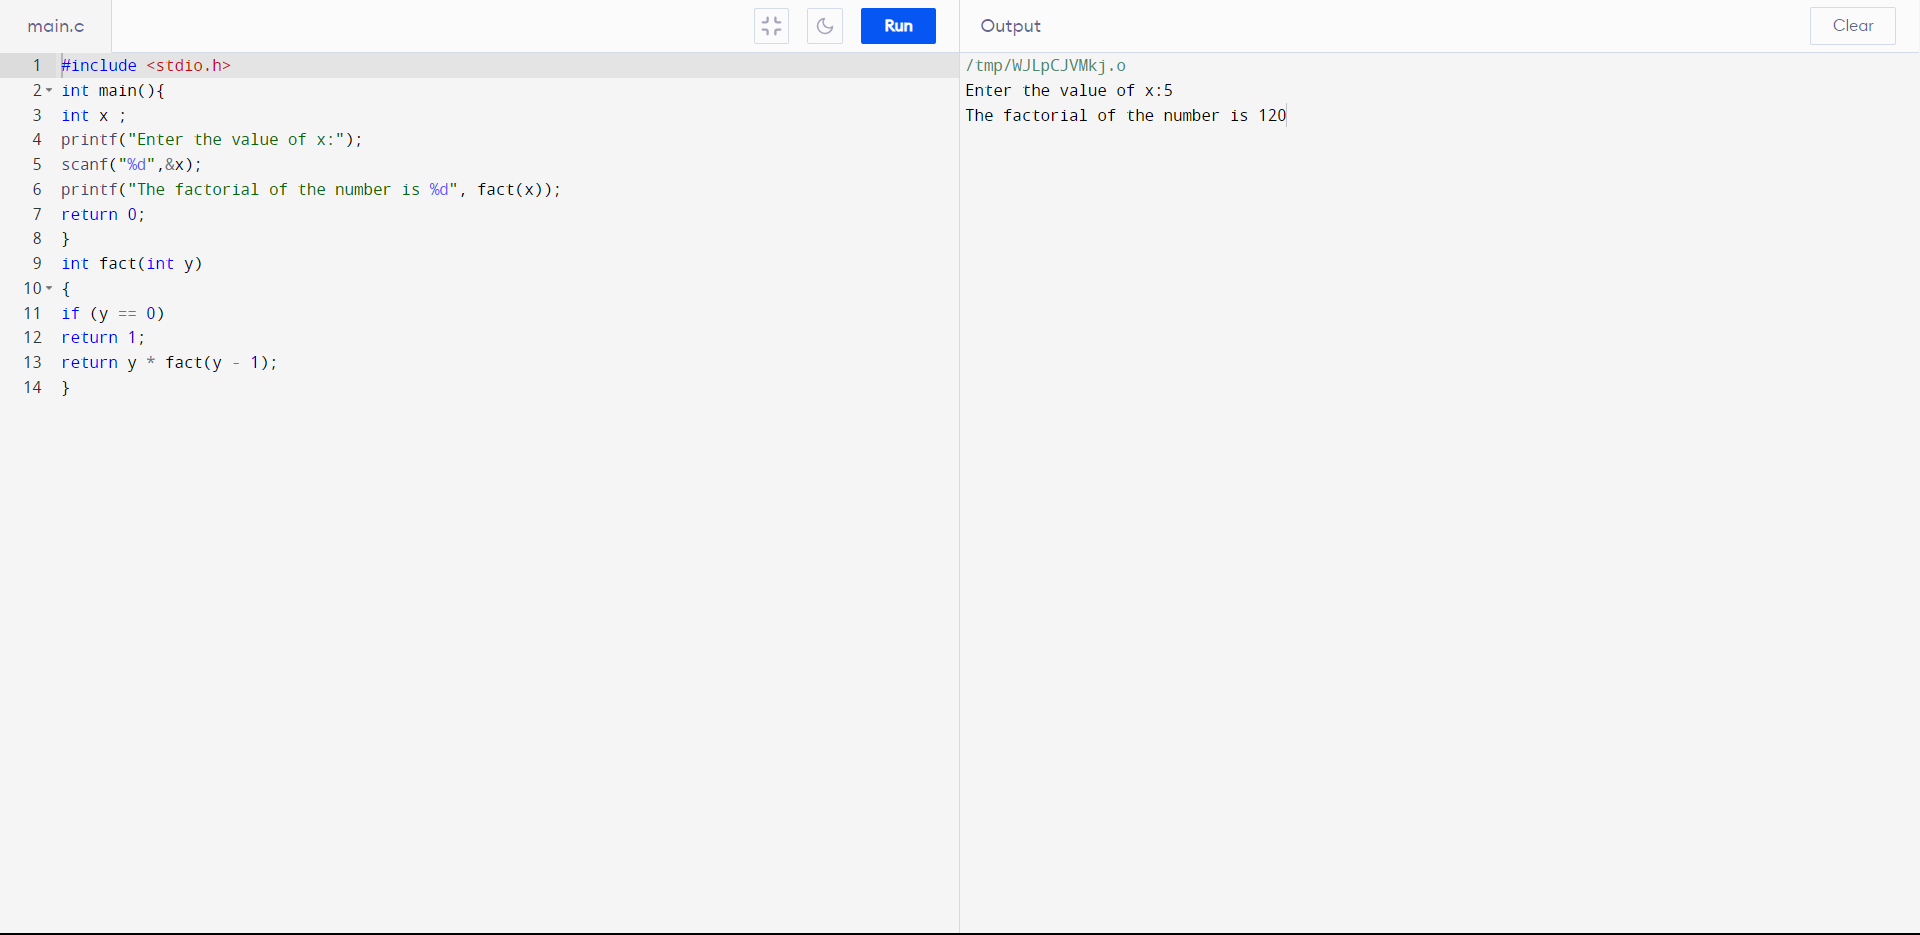 main.c
Run
Output
Clear
1 #include <stdio.h>
2 int main(){
3 int x ;
4 printf("Enter the value of x:");
5 scanf("%d",&x);
6 printf("The factorial of the number is %d", fact(x));
7 return 0;
8 }
9 int fact(int y)
10 {
11 if (y == 0)
12 return 1;
13 return y * fact(y - 1);
14 }
/tmp/WJLpCJVMkj.o
Enter the value of x:5
The factorial of the number is 120